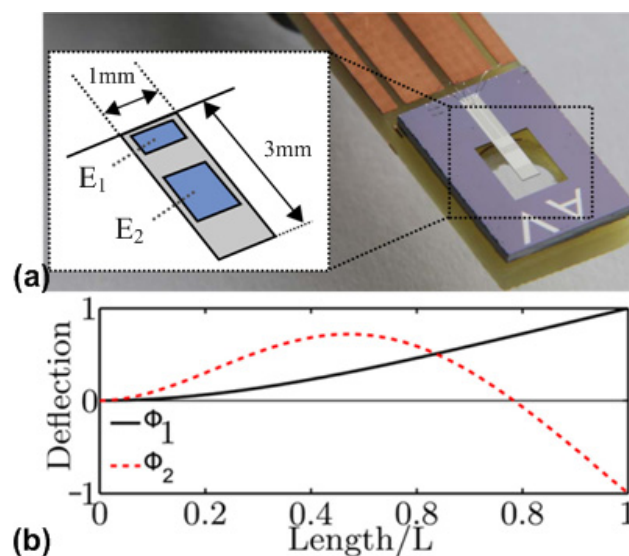 1mm
3mm
E1
E2
AV
(a)
1
0
-1
Deflection
Φ1
Φ2
0
0.2
0.4
0.6
0.8
1
Length/L
(b)